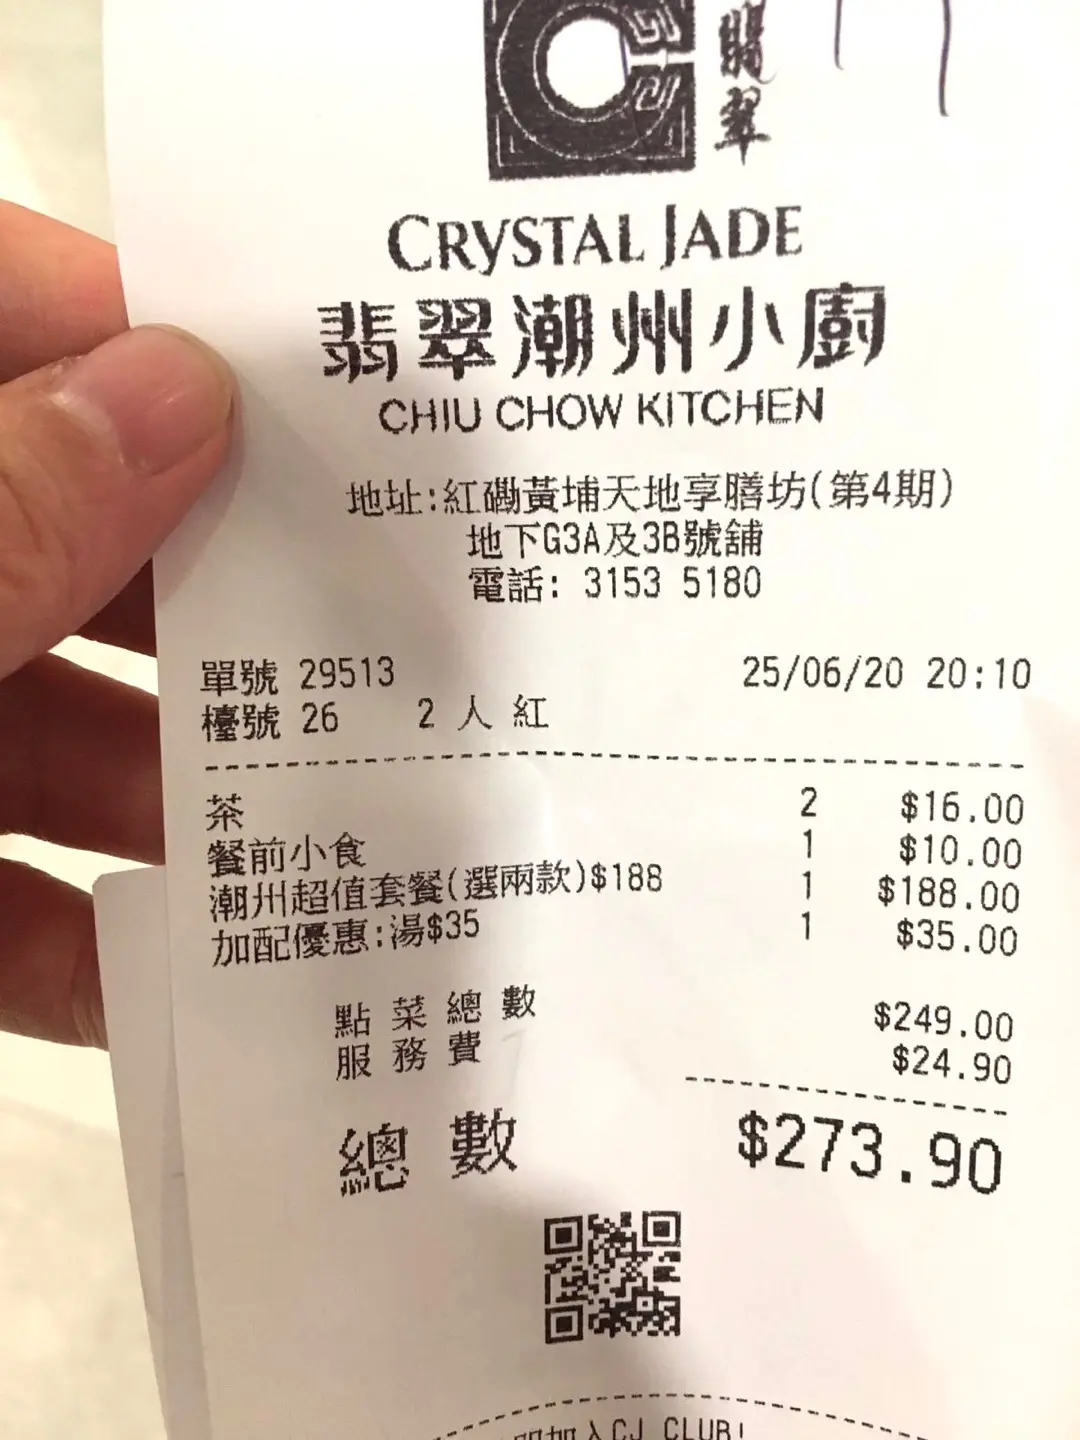 翡翠
CRYSTAL JADE
翡翠潮州小廚
CHIU CHOW KITCHEN
地址:紅磡黃埔天地享膳坊(第4期)
地下G3A及3B號舖
電話: 3153 5180
單號 29513 25/06/20 20:10
檯號 26 2 人 紅
茶 2 $16.00
餐前小食 1 $10.00
潮州超值套餐(選兩款)$188 1 $188.00
加配優惠:湯$35 1 $35.00
點 菜 總 數 $249.00
服 務 費 $24.90
總 數 $273.90
加入CJ CLUB!